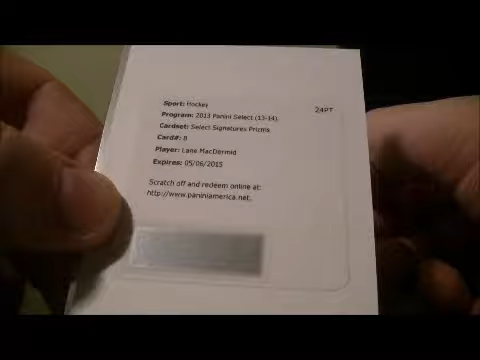 Sport: Hockey
24PT
Program: 2013 Panini Select (13-14)
Cardset: Select Signatures Prizms
Card#: 8
Player: Lane MacDermid
Expires: 05/06/2015
Scratch off and redeem online at:
http://www.paniniamerica.net.